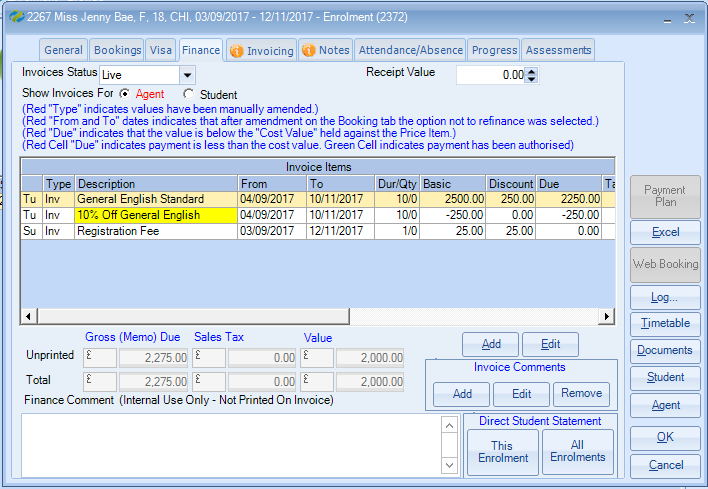 2267 Miss Jenny Bae, F, 18, CHI, 03/09/2017 - 12/11/2017 - Enrolment (2372)
General Bookings Visa Finance Invoicing Notes Attendance/Absence Progress Assessments
Invoices Status Live Receipt Value 0.00
Show Invoices For Agent Student
(Red "Type" indicates values have been manually amended.)
(Red "From and To" dates indicates that after amendment on the Booking tab the option not to refinance was selected.)
(Red "Due" indicates that the value is below the "Cost Value" held against the Price Item.)
(Red Cell "Due" indicates payment is less than the cost value. Green Cell indicates payment has been authorised)
Invoice Items
Type Description From To Dur/Qty Basic Discount Due Ta
Tu Inv General English Standard 04/09/2017 10/11/2017 10/0 2500.00 250.00 2250.00
Tu Inv 10% Off General English 04/09/2017 10/11/2017 10/0 -250.00 0.00 -250.00
Su Inv Registration Fee 03/09/2017 12/11/2017 1/0 25.00 25.00 0.00
Gross (Memo) Due Sales Tax Value
Unprinted £ 2,275.00 £ 0.00 £ 2,000.00
Total £ 2,275.00 £ 0.00 £ 2,000.00
Finance Comment (Internal Use Only - Not Printed On Invoice)
Add Edit
Invoice Comments
Add Edit Remove
Direct Student Statement
This
Enrolment
All
Enrolments
Payment
Plan
Excel
Web Booking
Log...
Timetable
Documents
Student
Agent
OK
Cancel